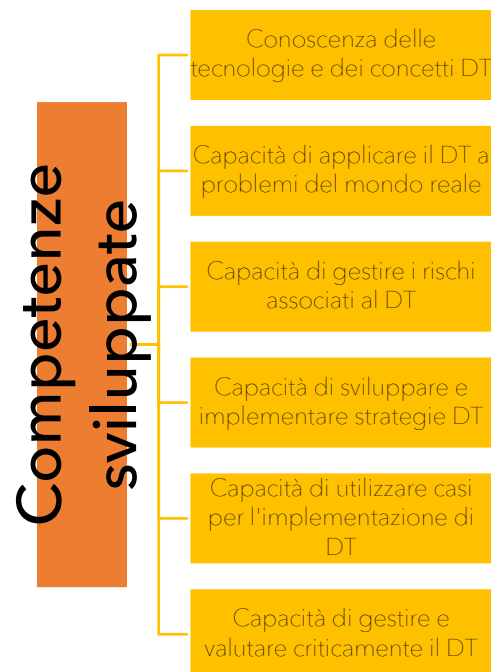 Competenze
sviluppate
Conoscenza delle
tecnologie e dei concetti DT
Capacità di applicare il DT a
problemi del mondo reale
Capacità di gestire i rischi
associati al DT
Capacità di sviluppare e
implementare strategie DT
Capacità di utilizzare casi
per l'implementazione di
DT
Capacità di gestire e
valutare criticamente il DT